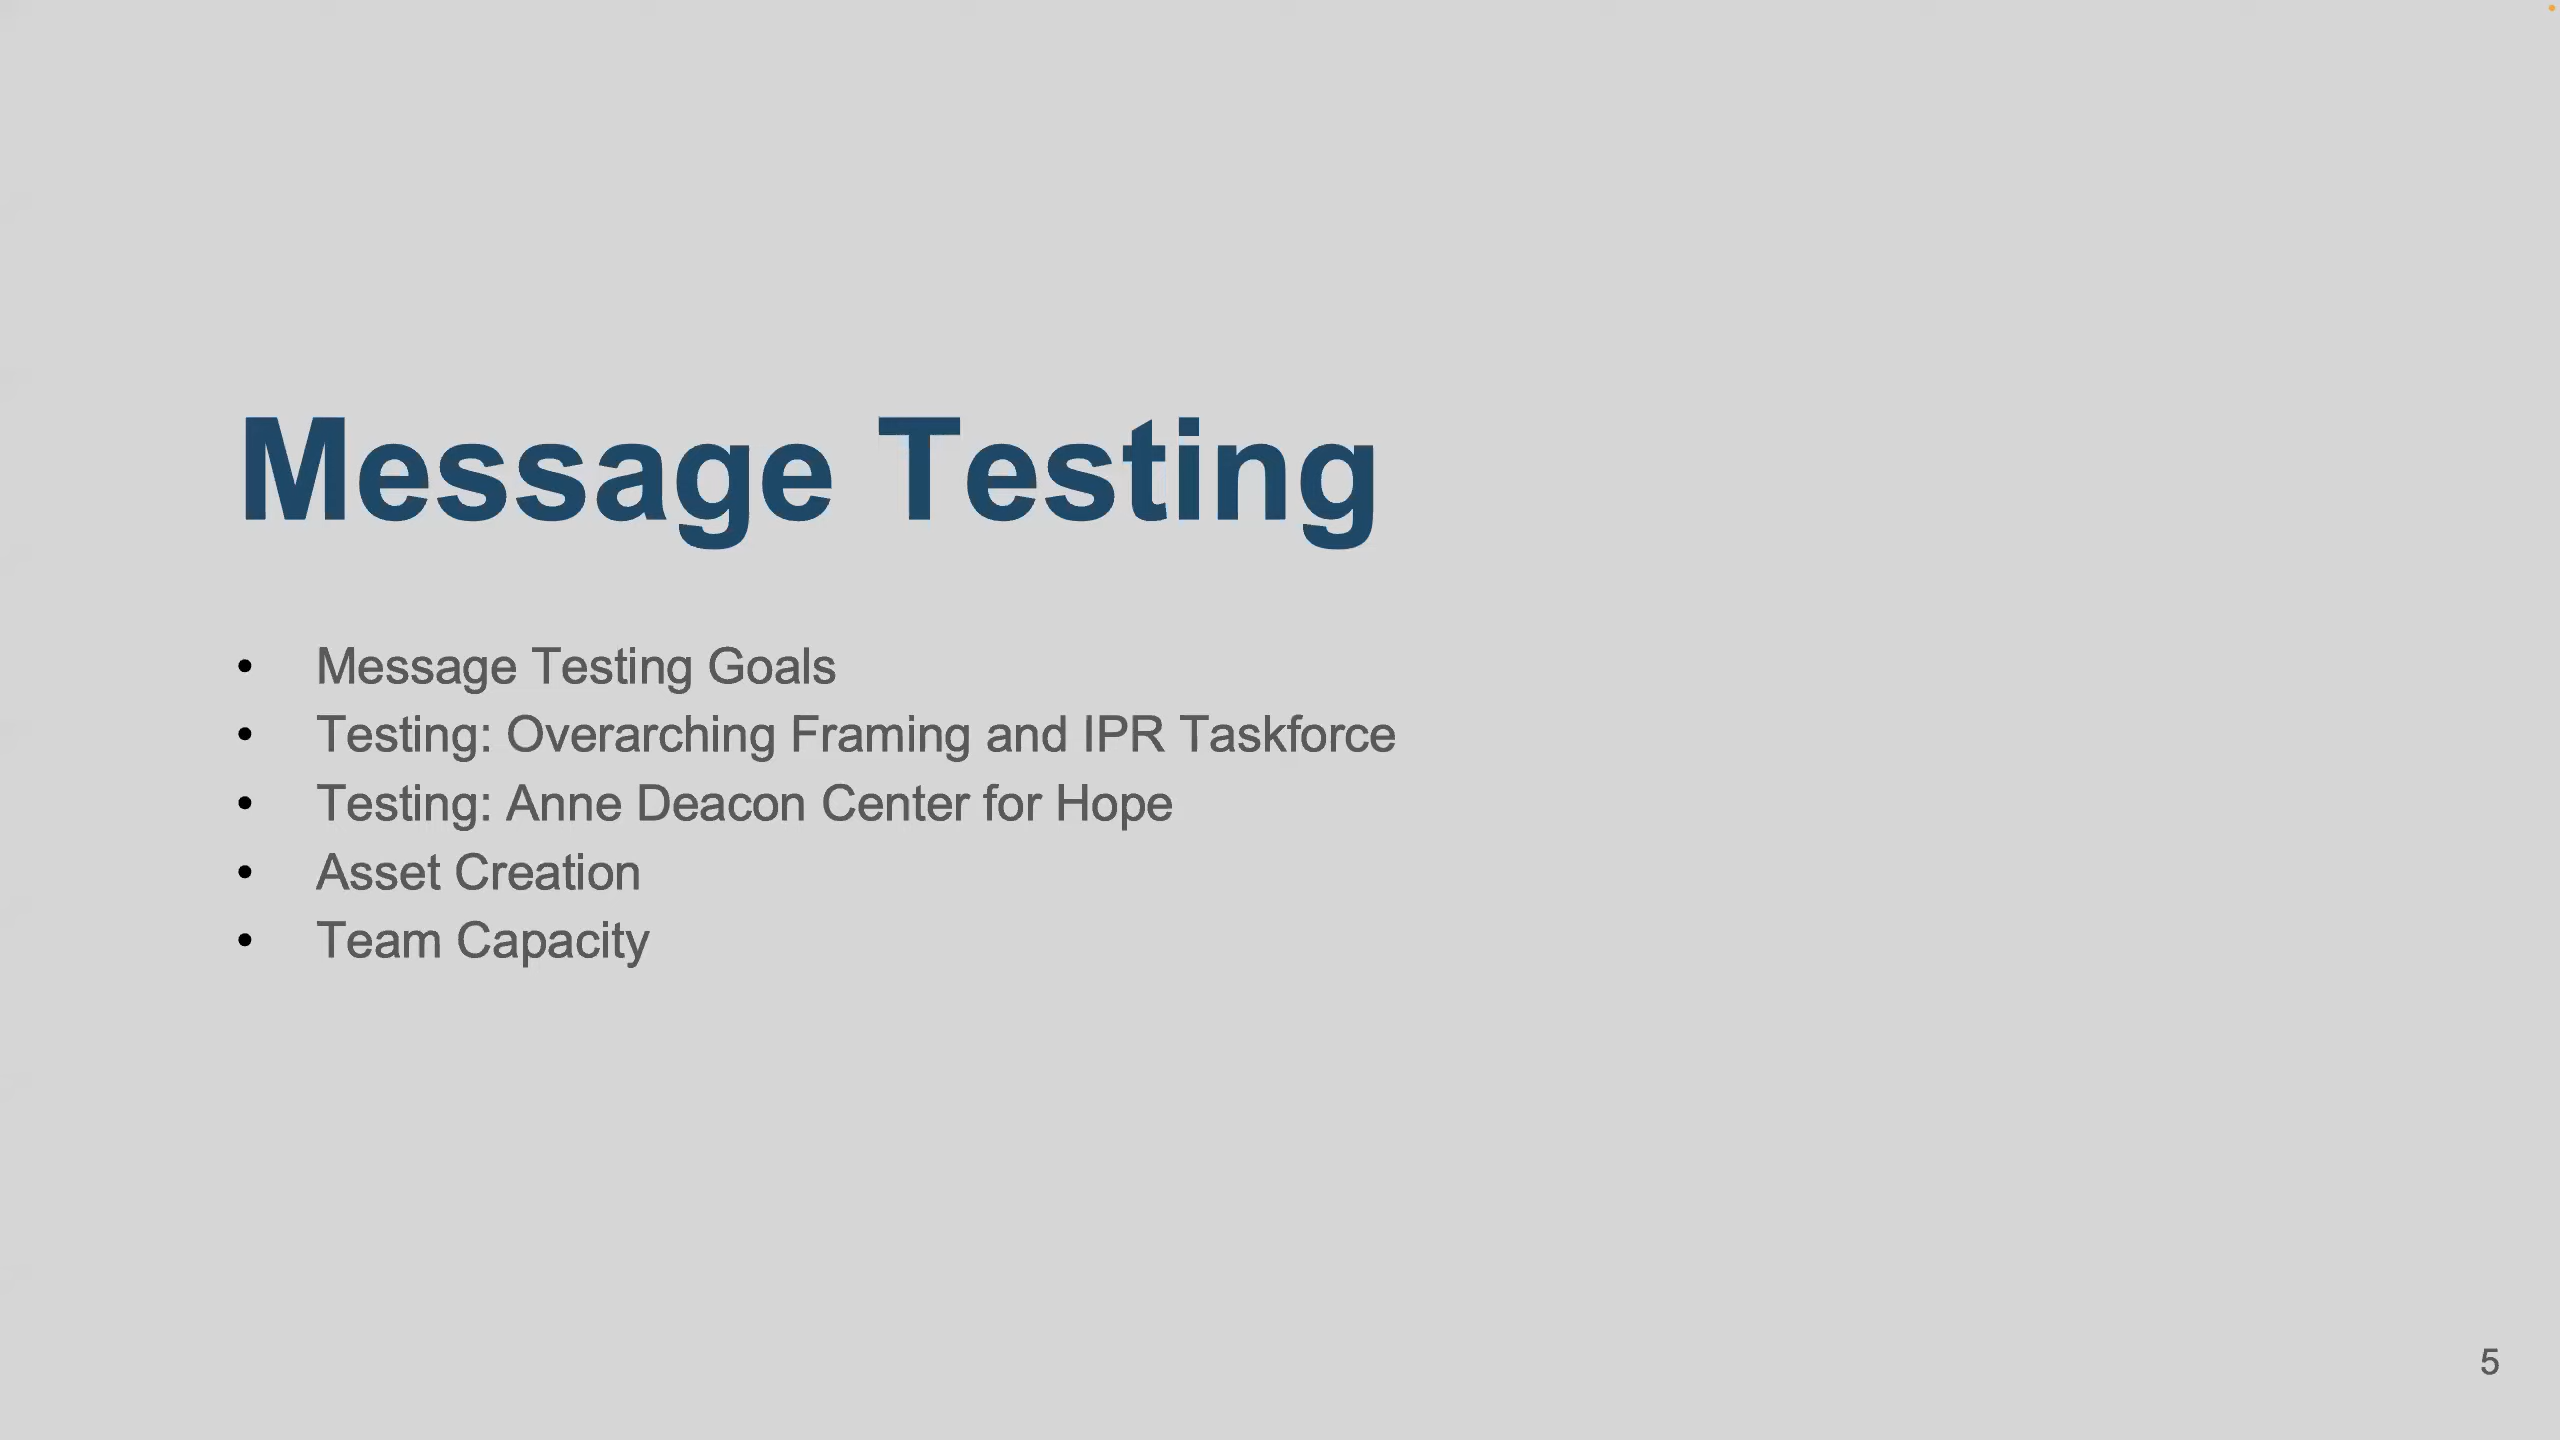 Message Testing
• Message Testing Goals
• Testing: Overarching Framing and IPR Taskforce
• Testing: Anne Deacon Center for Hope
• Asset Creation
• Team Capacity
5